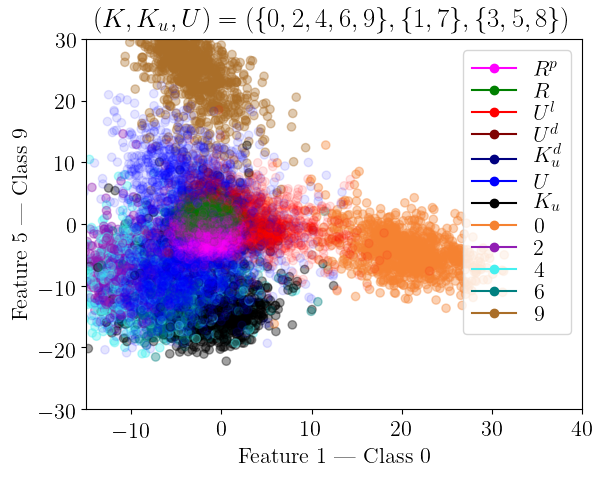 (K, K_u, U) = ({0, 2, 4, 6, 9}, {1, 7}, {3, 5, 8})
30
20
10
0
−10
−20
−30
Feature 5 — Class 9
R^p
R
U^l
U^d
K_u^d
U
K_u
0
2
4
6
9
−10
0
10
20
30
40
Feature 1 — Class 0